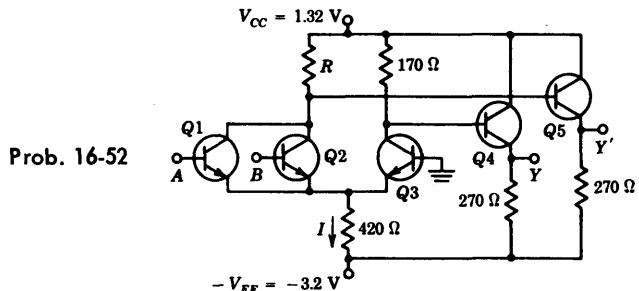 V_CC = 1.32 V
R
170 Ω
Q1
Q2
Q3
Q4
Q5
Y'
Prob. 16-52
A
B
Y
270 Ω
270 Ω
I
420 Ω
-V_EE = -3.2 V